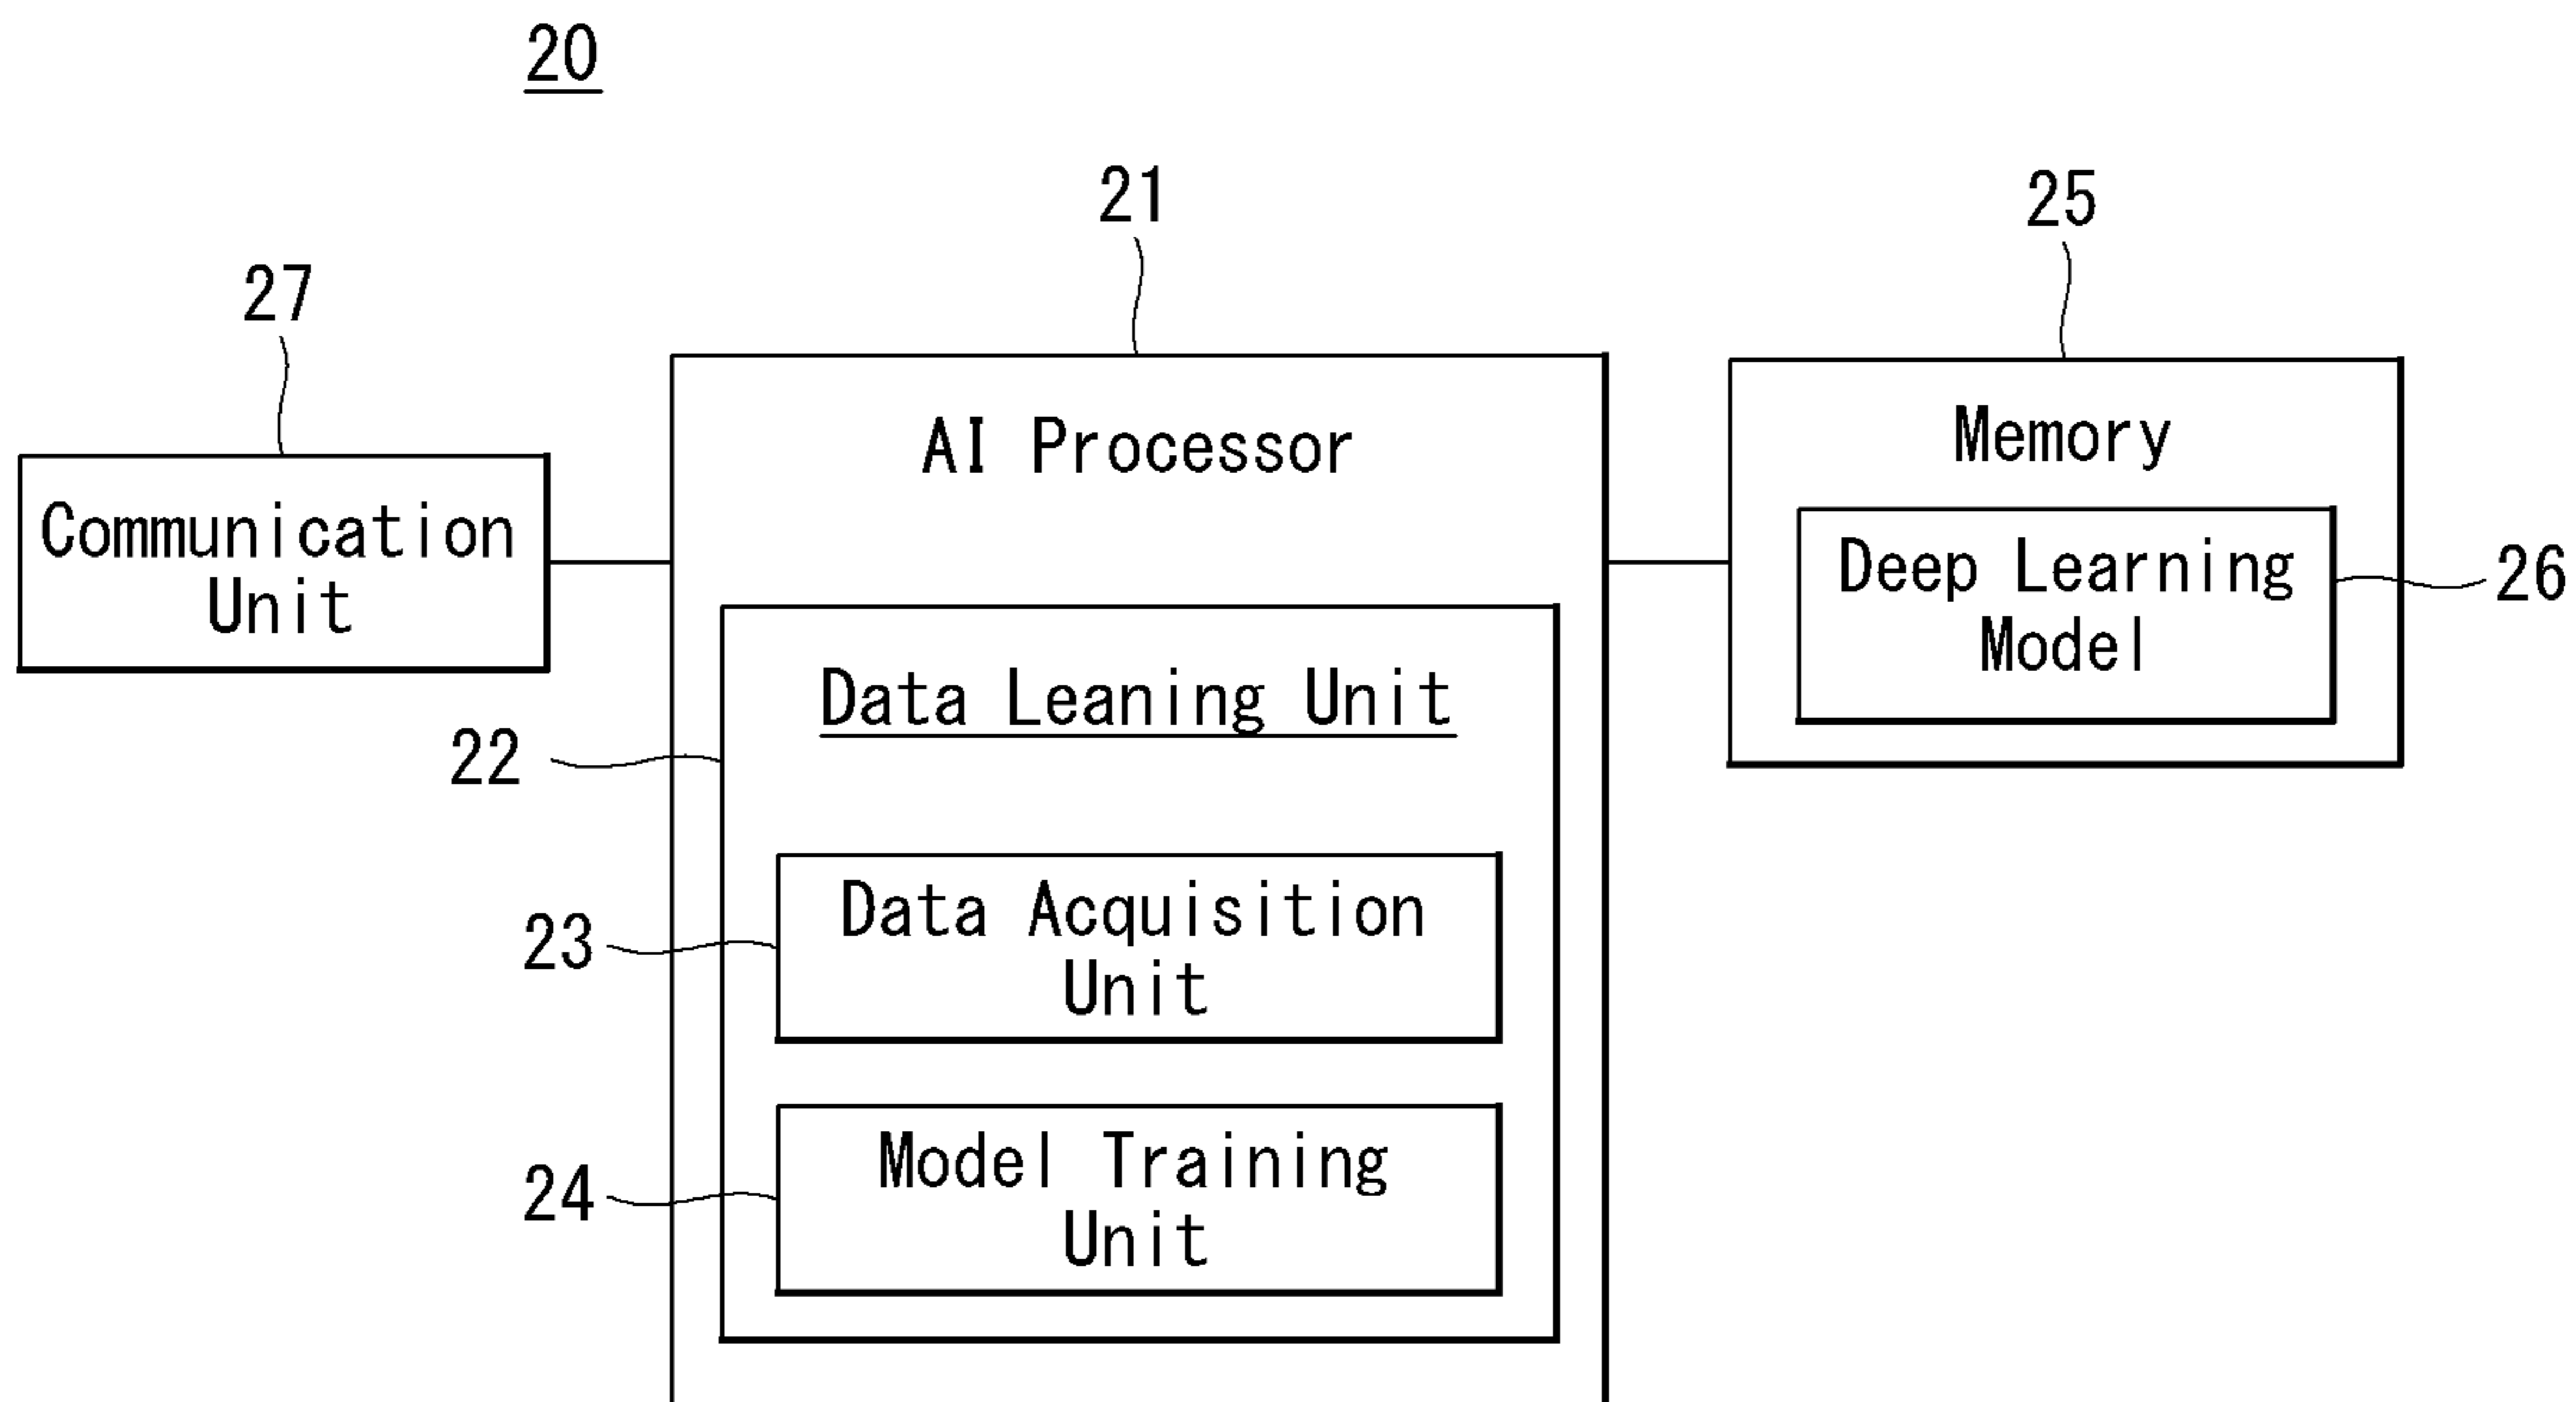 20
21
25
27
AI Processor
Memory
Communication
Unit
Deep Learning
Model
26
Data Leaning Unit
22
Data Acquisition
Unit
23
Model Training
Unit
24